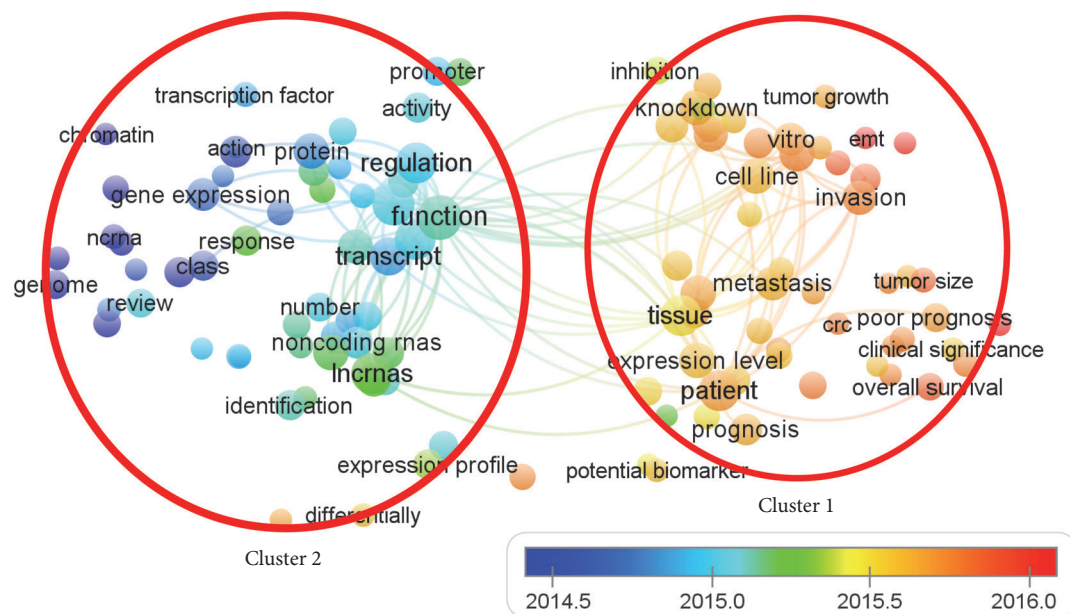 promoter
transcription factor
activity
chromatin
action
protein
regulation
gene expression
function
ncrna
response
transcript
class
genome
review
number
noncoding rnas
lncrnas
identification
expression profile
differentially
Cluster 2
inhibition
tumor growth
knockdown
vitro
emt
cell line
invasion
metastasis
tumor size
tissue
crc
poor prognosis
expression level
clinical significance
patient
overall survival
prognosis
potential biomarker
Cluster 1
2014.5 2015.0 2015.5 2016.0